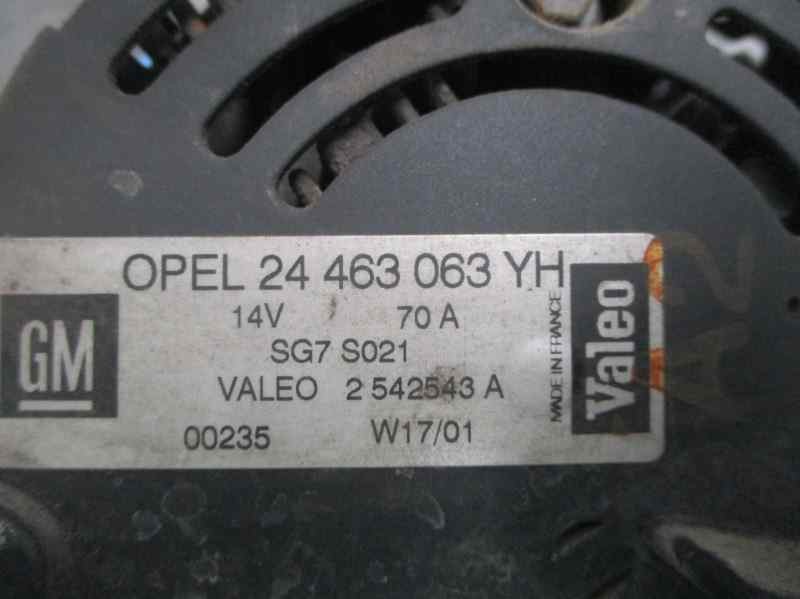 OPEL 24 463 063 YH
14V 70 A
GM
SG7 S021
VALEO 2 542543 A
00235 W17/01
MADE IN FRANCE
Valeo
A2